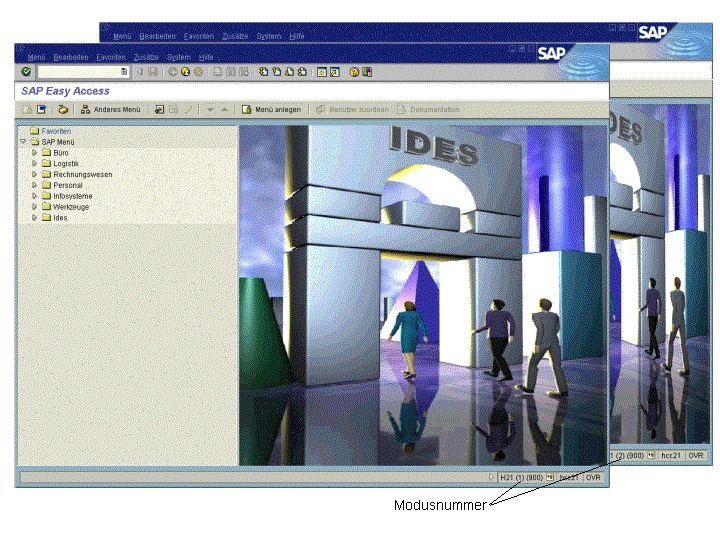 Menü Bearbeiten Favoriten Zusätze System Hilfe
SAP
Menü Bearbeiten Favoriten Zusätze System Hilfe
SAP
SAP Easy Access
Anderes Menü Menü anlegen Benutzer zuordnen Dokumentation
Favoriten
SAP Menü
Büro
Logistik
Rechnungswesen
Personal
Infosysteme
Werkzeuge
Ides
IDES
DES
1 (2) (900) hcc21 OVR
H21 (1) (900) hcc21 OVR
Modusnummer